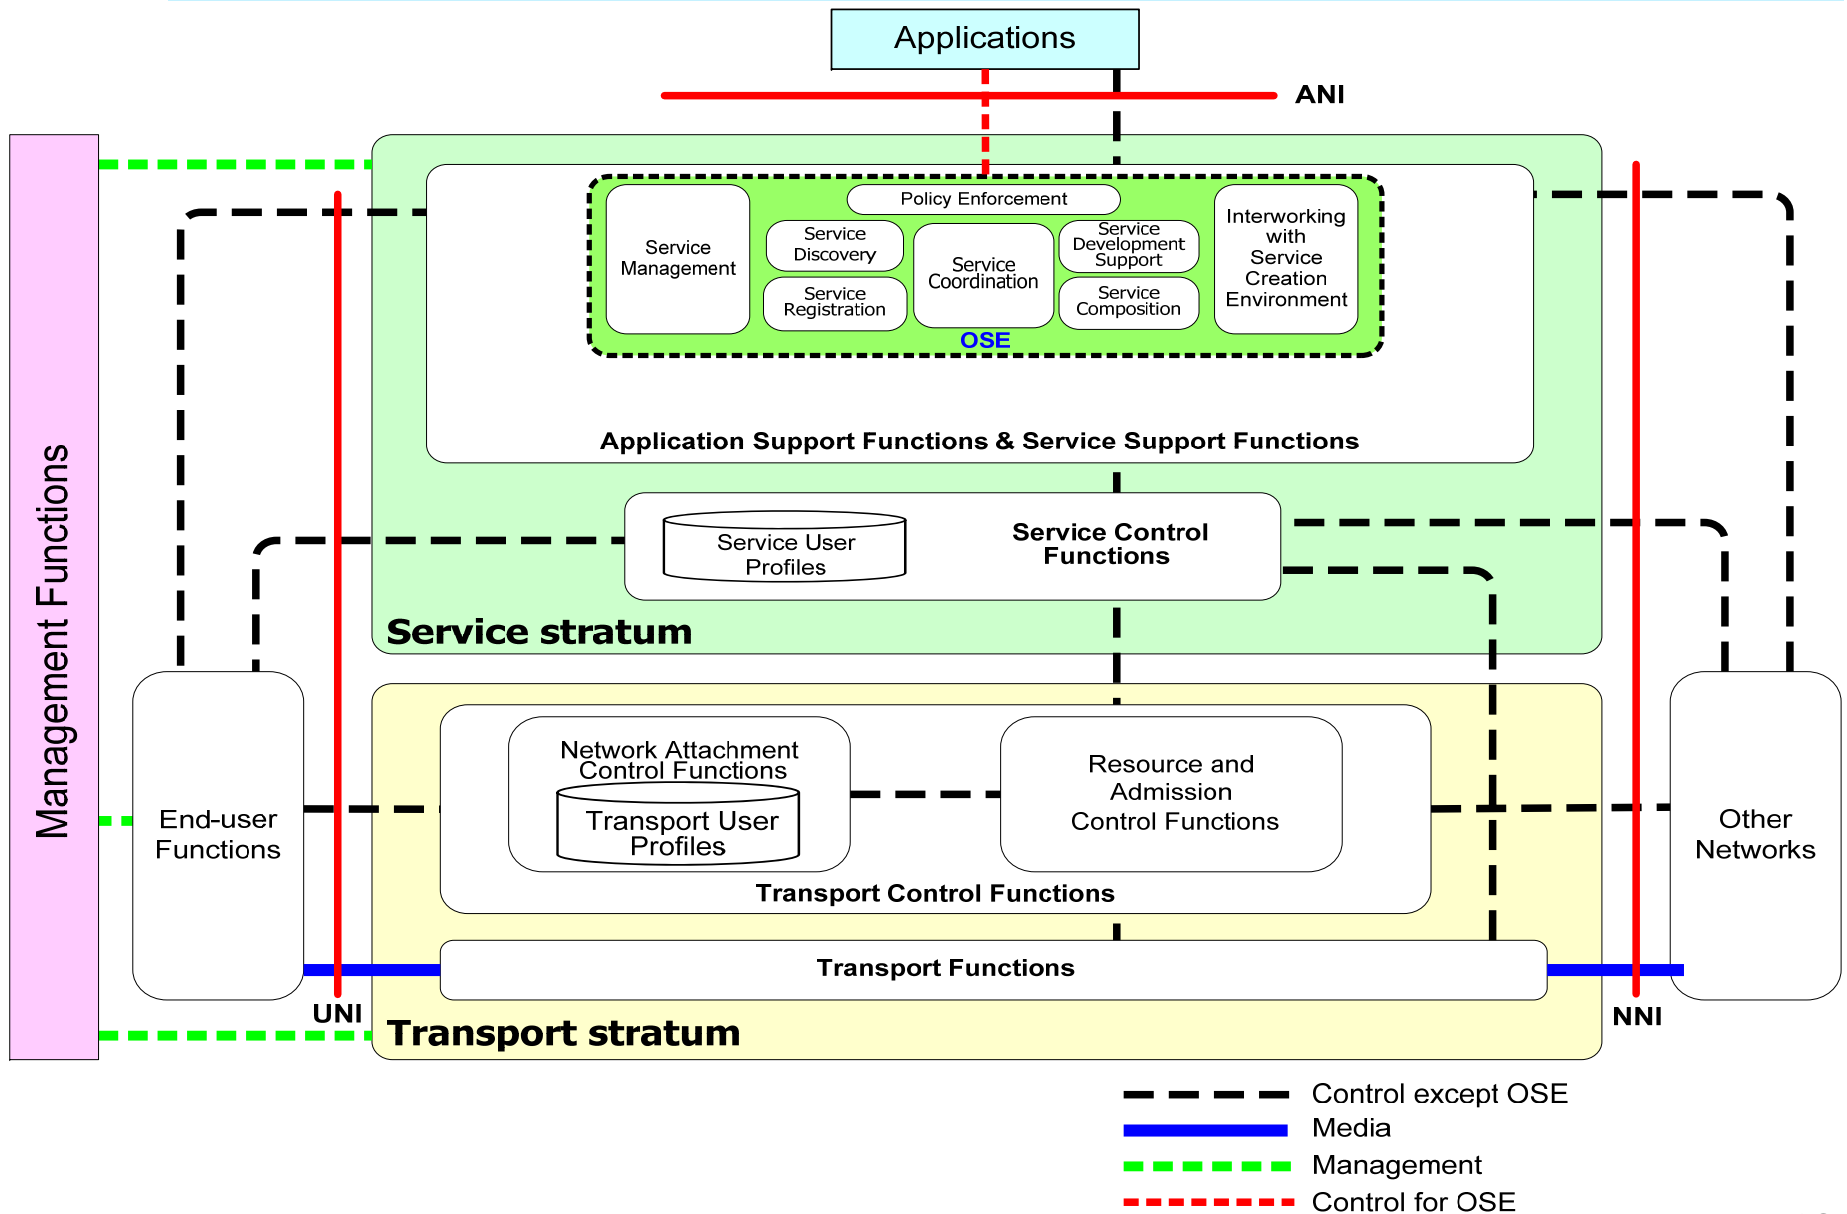 Applications
ANI
Policy Enforcement
Service
Management
Service
Discovery
Service
Registration
Service
Coordination
Service
Development
Support
Service
Composition
Interworking
with
Service
Creation
Environment
OSE
Application Support Functions & Service Support Functions
Management Functions
Service User
Profiles
Service Control
Functions
Service stratum
Network Attachment
Control Functions
Transport User
Profiles
Resource and
Admission
Control Functions
Transport Control Functions
End-user
Functions
Other
Networks
Transport Functions
UNI
NNI
Transport stratum
Control except OSE
Media
Management
Control for OSE